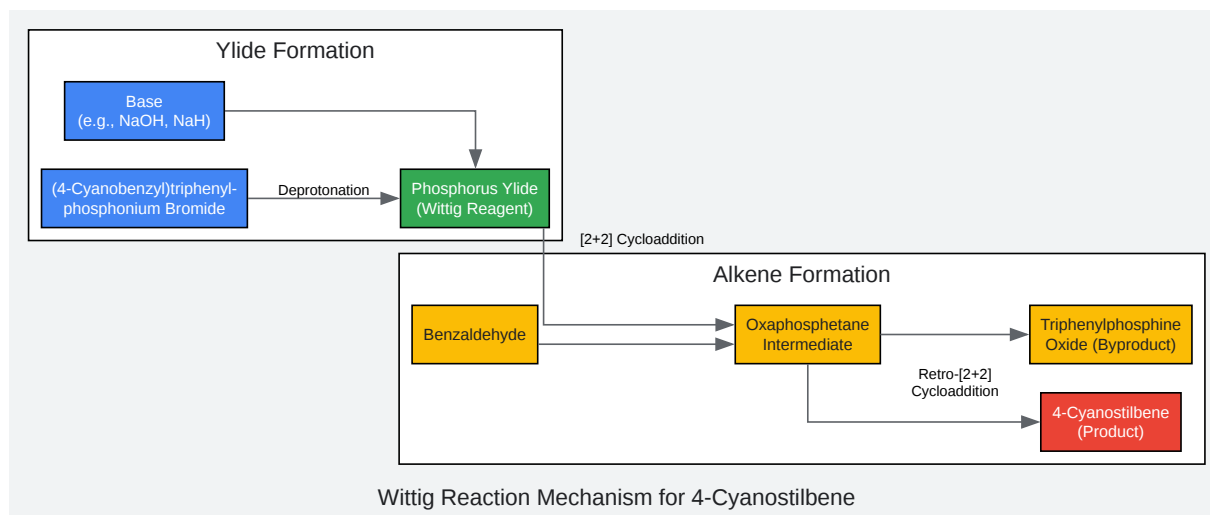 Ylide Formation
Base
(e.g., NaOH, NaH)
(4-Cyanobenzyl)triphenyl-
phosphonium Bromide
Deprotonation
Phosphorus Ylide
(Wittig Reagent)
[2+2] Cycloaddition
Alkene Formation
Benzaldehyde
Oxaphosphetane
Intermediate
Triphenylphosphine
Oxide (Byproduct)
Retro-[2+2]
Cycloaddition
4-Cyanostilbene
(Product)
Wittig Reaction Mechanism for 4-Cyanostilbene